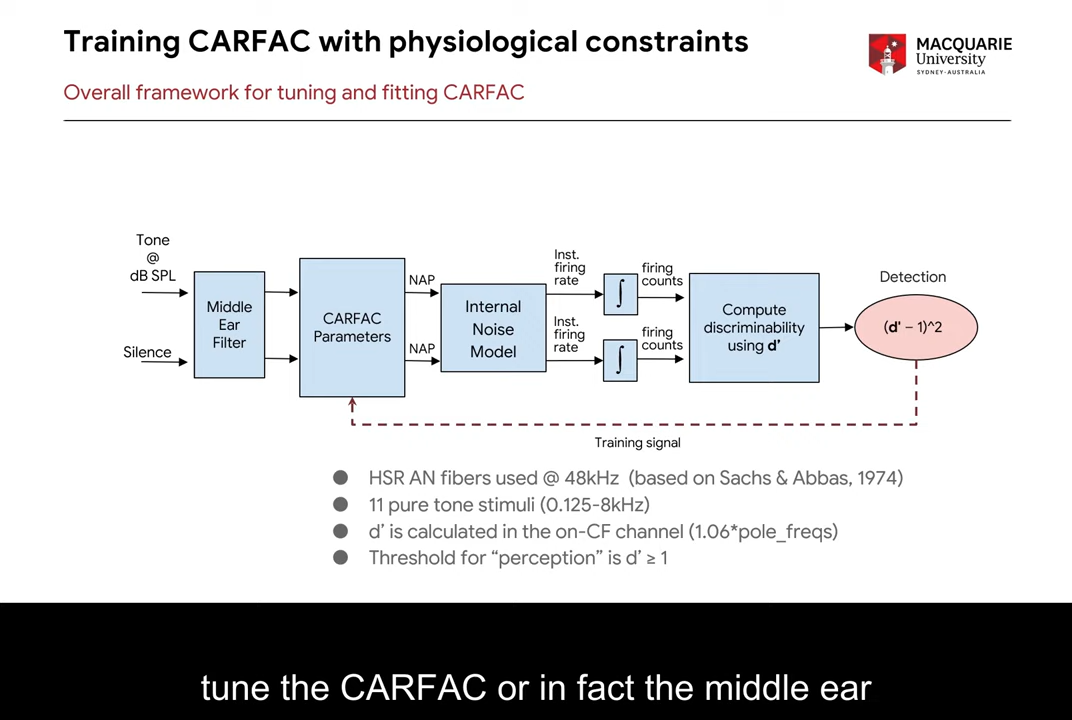 Training CARFAC with physiological constraints
MACQUARIE
University
SYDNEY·AUSTRALIA
Overall framework for tuning and fitting CARFAC
Tone
@
dB SPL
Silence
Middle
Ear
Filter
CARFAC
Parameters
NAP
NAP
Internal
Noise
Model
Inst.
firing
rate
Inst.
firing
rate
∫
∫
firing
counts
firing
counts
Compute
discriminability
using d’
Detection
(d' – 1)^2
Training signal
● HSR AN fibers used @ 48kHz (based on Sachs & Abbas, 1974)
● 11 pure tone stimuli (0.125-8kHz)
● d’ is calculated in the on-CF channel (1.06*pole_freqs)
● Threshold for “perception” is d’ ≥ 1
tune the CARFAC or in fact the middle ear